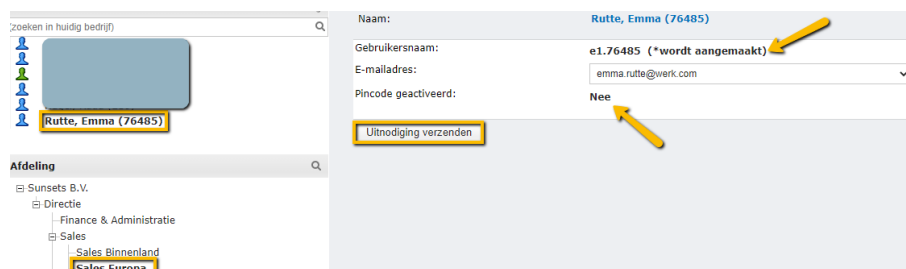 (zoeken in huidig bedrijf)
Rutte, Emma (76485)
Afdeling
Sunsets B.V.
Directie
Finance & Administratie
Sales
Sales Binnenland
Sales Europa
Naam:
Rutte, Emma (76485)
Gebruikersnaam:
e1.76485 (*wordt aangemaakt)
E-mailadres:
emma.rutte@werk.com
Pincode geactiveerd:
Nee
Uitnodiging verzenden